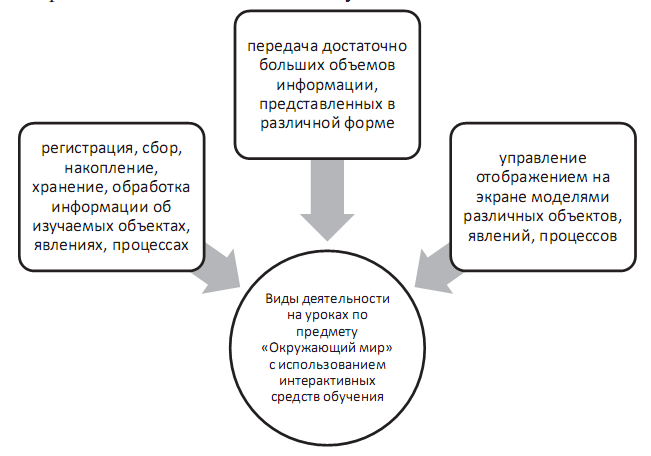 передача достаточно
больших объемов
информации,
представленных в
различной форме
регистрация, сбор,
накопление,
хранение, обработка
информации об
изучаемых объектах,
явлениях, процессах
управление
отображением на
экране моделями
различных объектов,
явлений, процессов
Виды деятельности
на уроках по
предмету
«Окружающий мир»
с использованием
интерактивных
средств обучения